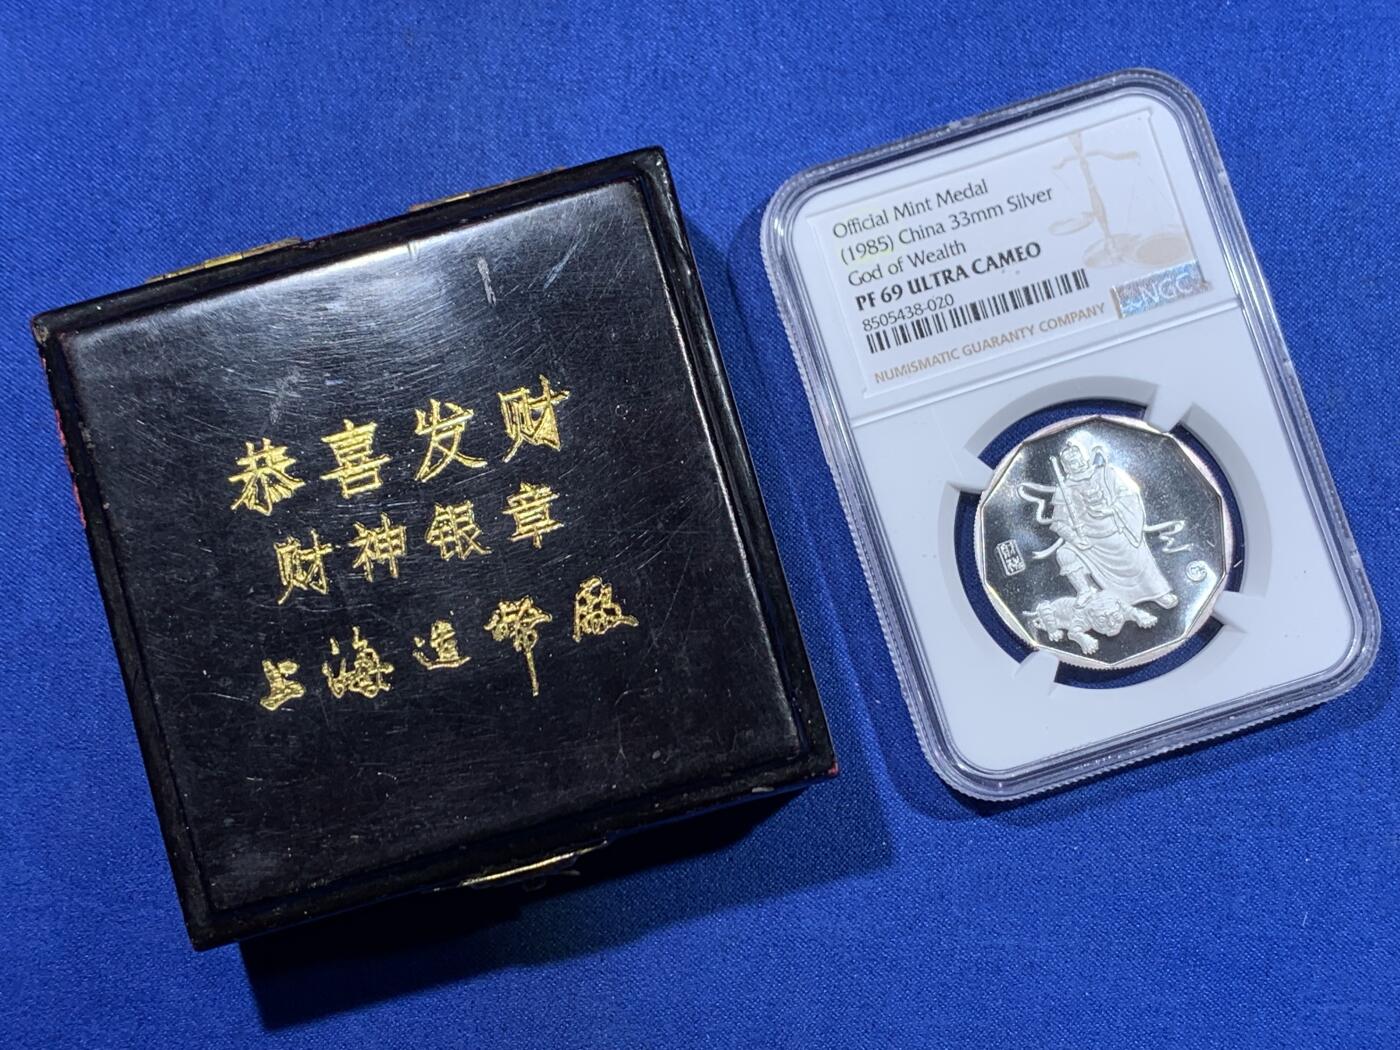 恭喜发财
财神银章
上海造幣厰
Official Mint Medal
(1985) China 33mm Silver
God of Wealth
PF 69 ULTRA CAMEO
8505438-020
NUMISMATIC GUARANTY COMPANY
NGC